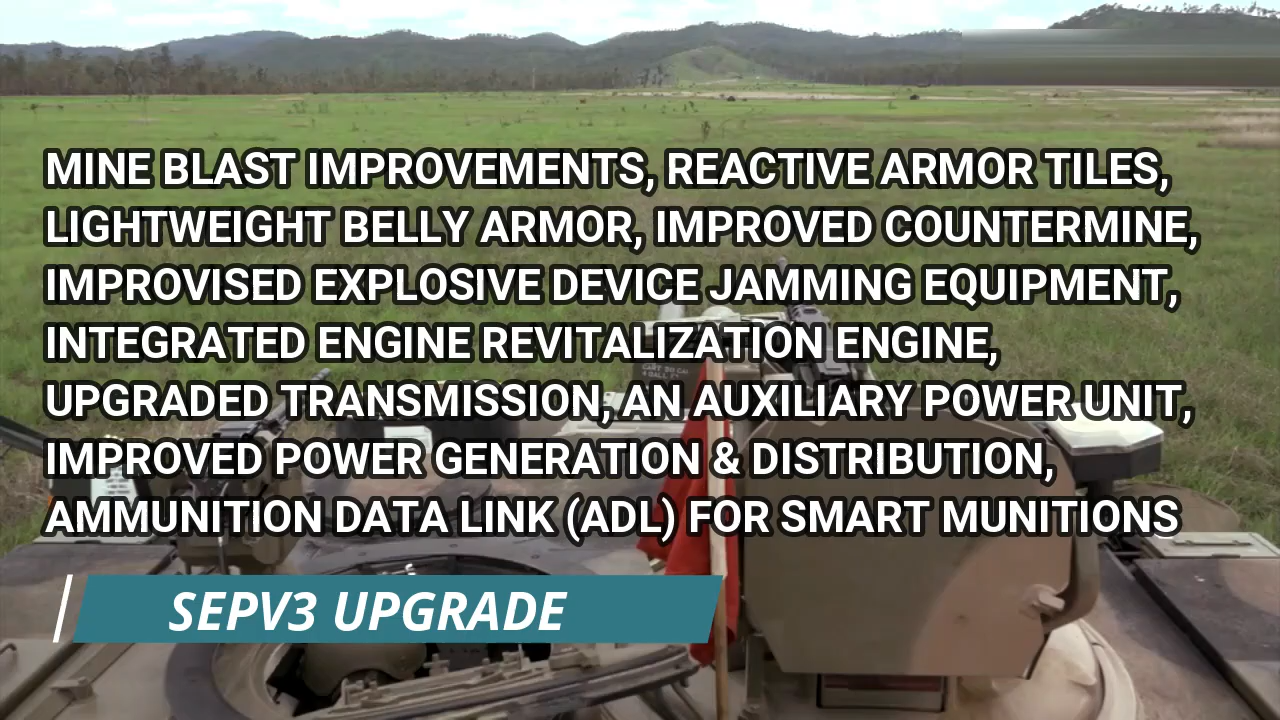 MINE BLAST IMPROVEMENTS, REACTIVE ARMOR TILES,
LIGHTWEIGHT BELLY ARMOR, IMPROVED COUNTERMINE,
IMPROVISED EXPLOSIVE DEVICE JAMMING EQUIPMENT,
INTEGRATED ENGINE REVITALIZATION ENGINE,
UPGRADED TRANSMISSION, AN AUXILIARY POWER UNIT,
IMPROVED POWER GENERATION & DISTRIBUTION,
AMMUNITION DATA LINK (ADL) FOR SMART MUNITIONS
SEPV3 UPGRADE